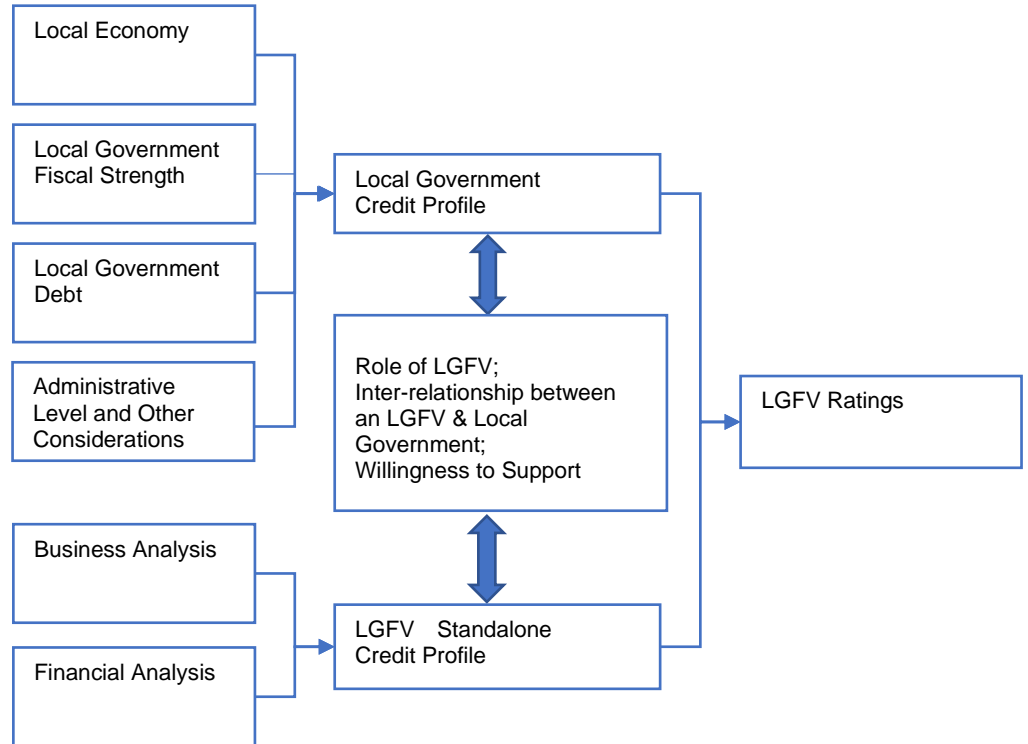 Local Economy
Local Government
Fiscal Strength
Local Government
Debt
Administrative
Level and Other
Considerations
Business Analysis
Financial Analysis
Local Government
Credit Profile
Role of LGFV;
Inter-relationship between
an LGFV & Local
Government;
Willingness to Support
LGFV Standalone
Credit Profile
LGFV Ratings